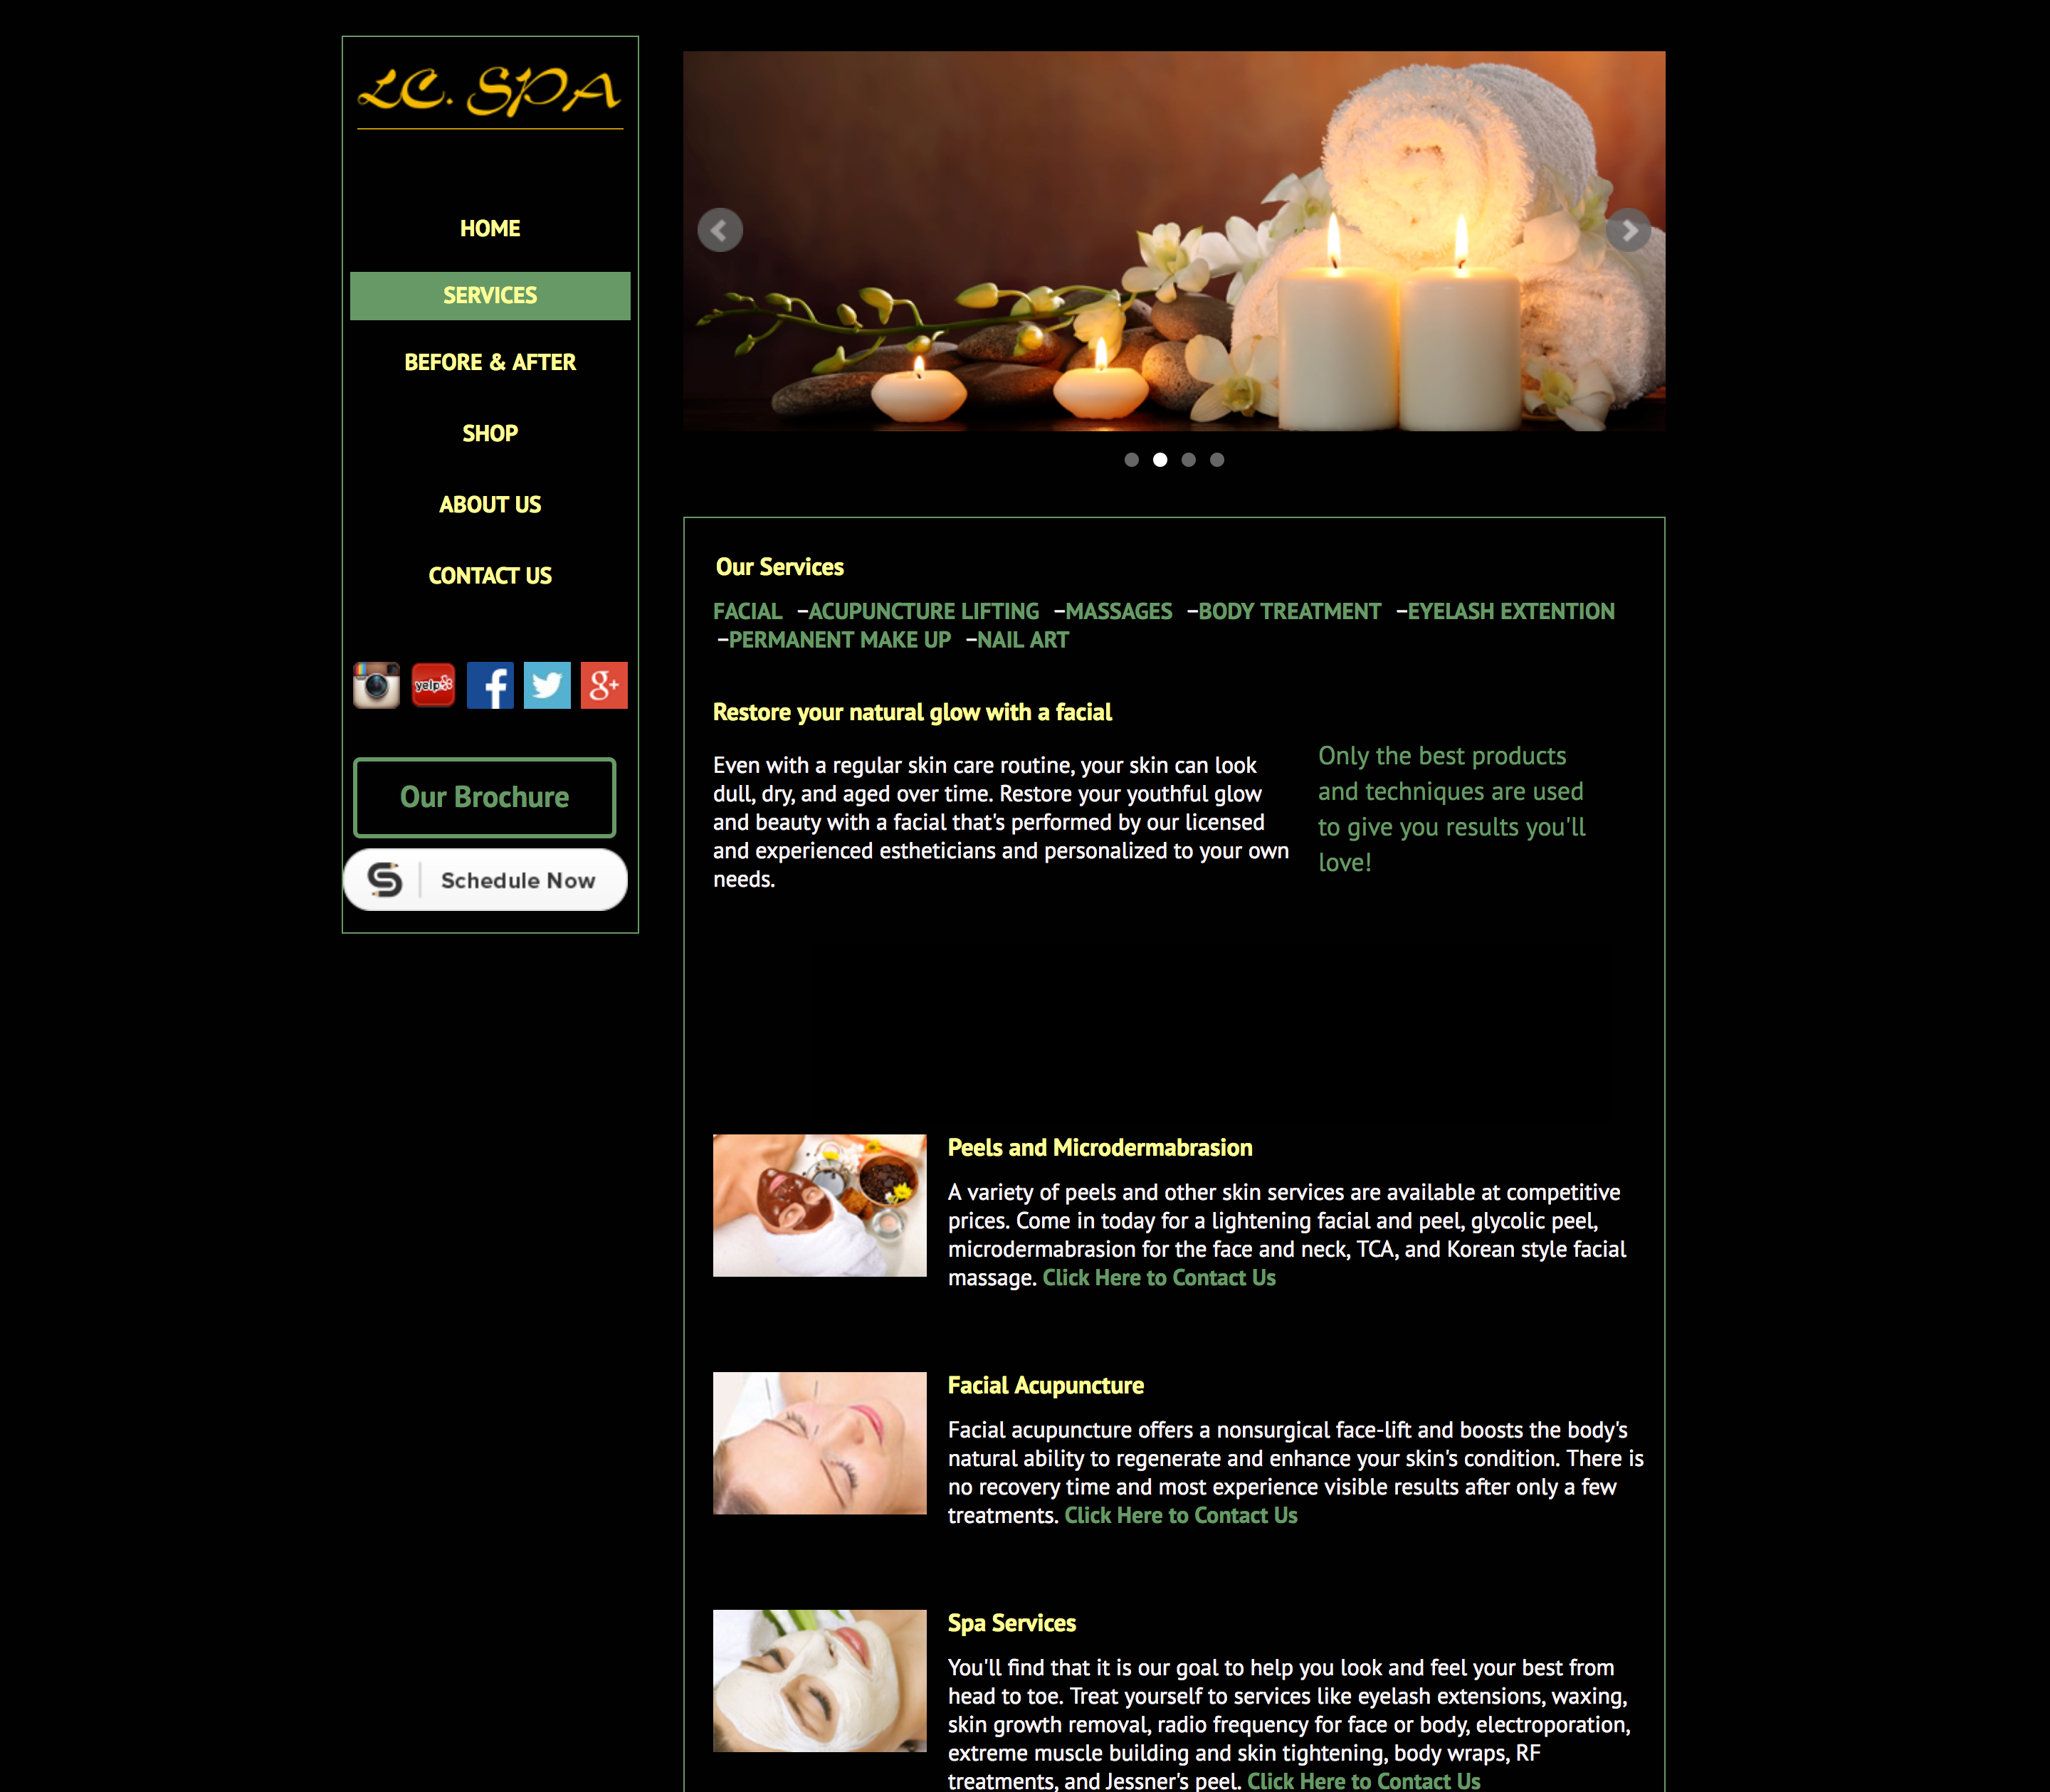 LC. SPA
HOME
SERVICES
BEFORE & AFTER
SHOP
ABOUT US
CONTACT US
yelp
f
g+
Our Brochure
S Schedule Now
Our Services
FACIAL –ACUPUNCTURE LIFTING –MASSAGES –BODY TREATMENT –EYELASH EXTENTION
–PERMANENT MAKE UP –NAIL ART
Restore your natural glow with a facial
Even with a regular skin care routine, your skin can look
dull, dry, and aged over time. Restore your youthful glow
and beauty with a facial that's performed by our licensed
and experienced estheticians and personalized to your own
needs.
Only the best products
and techniques are used
to give you results you'll
love!
Peels and Microdermabrasion
A variety of peels and other skin services are available at competitive
prices. Come in today for a lightening facial and peel, glycolic peel,
microdermabrasion for the face and neck, TCA, and Korean style facial
massage. Click Here to Contact Us
Facial Acupuncture
Facial acupuncture offers a nonsurgical face-lift and boosts the body's
natural ability to regenerate and enhance your skin's condition. There is
no recovery time and most experience visible results after only a few
treatments. Click Here to Contact Us
Spa Services
You'll find that it is our goal to help you look and feel your best from
head to toe. Treat yourself to services like eyelash extensions, waxing,
skin growth removal, radio frequency for face or body, electroporation,
extreme muscle building and skin tightening, body wraps, RF
treatments, and Jessner's peel. Click Here to Contact Us